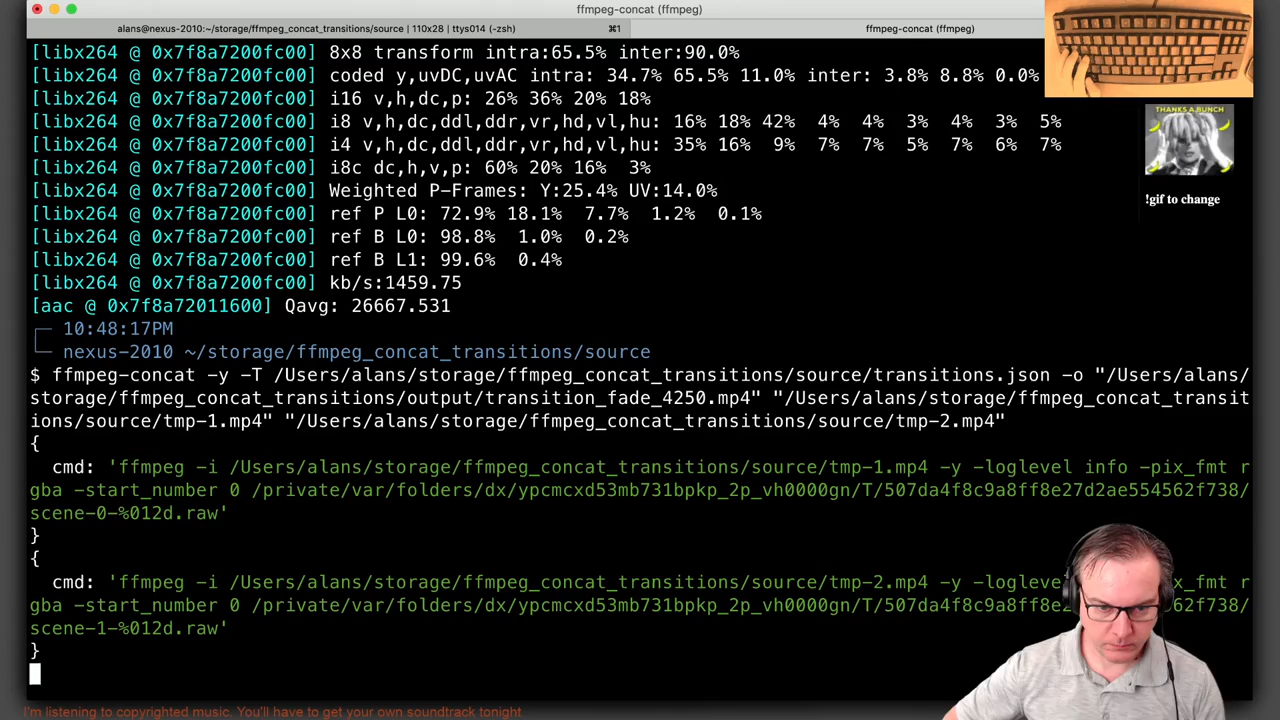 ffmpeg-concat (ffmpeg)
alans@nexus-2010:~/storage/ffmpeg_concat_transitions/source | 110x28 | ttys014 (-zsh) ⌘1 ffmpeg-concat (ffmpeg)
[libx264 @ 0x7f8a7200fc00] 8x8 transform intra:65.5% inter:90.0%
[libx264 @ 0x7f8a7200fc00] coded y,uvDC,uvAC intra: 34.7% 65.5% 11.0% inter: 3.8% 8.8% 0.0%
[libx264 @ 0x7f8a7200fc00] i16 v,h,dc,p: 26% 36% 20% 18%
[libx264 @ 0x7f8a7200fc00] i8 v,h,dc,ddl,ddr,vr,hd,vl,hu: 16% 18% 42% 4% 4% 3% 4% 3% 5%
[libx264 @ 0x7f8a7200fc00] i4 v,h,dc,ddl,ddr,vr,hd,vl,hu: 35% 16% 9% 7% 7% 5% 7% 6% 7%
[libx264 @ 0x7f8a7200fc00] i8c dc,h,v,p: 60% 20% 16% 3%
[libx264 @ 0x7f8a7200fc00] Weighted P-Frames: Y:25.4% UV:14.0%
[libx264 @ 0x7f8a7200fc00] ref P L0: 72.9% 18.1% 7.7% 1.2% 0.1%
[libx264 @ 0x7f8a7200fc00] ref B L0: 98.8% 1.0% 0.2%
[libx264 @ 0x7f8a7200fc00] ref B L1: 99.6% 0.4%
[libx264 @ 0x7f8a7200fc00] kb/s:1459.75
[aac @ 0x7f8a72011600] Qavg: 26667.531
10:48:17PM
nexus-2010 ~/storage/ffmpeg_concat_transitions/source
$ ffmpeg-concat -y -T /Users/alans/storage/ffmpeg_concat_transitions/source/transitions.json -o "/Users/alans/
storage/ffmpeg_concat_transitions/output/transition_fade_4250.mp4" "/Users/alans/storage/ffmpeg_concat_transit
ions/source/tmp-1.mp4" "/Users/alans/storage/ffmpeg_concat_transitions/source/tmp-2.mp4"
{
cmd: 'ffmpeg -i /Users/alans/storage/ffmpeg_concat_transitions/source/tmp-1.mp4 -y -loglevel info -pix_fmt r
gba -start_number 0 /private/var/folders/dx/ypcmcxd53mb731bpkp_2p_vh0000gn/T/507da4f8c9a8ff8e27d2ae554562f738/
scene-0-%012d.raw'
}
{
cmd: 'ffmpeg -i /Users/alans/storage/ffmpeg_concat_transitions/source/tmp-2.mp4 -y -loglevel pix_fmt r
gba -start_number 0 /private/var/folders/dx/ypcmcxd53mb731bpkp_2p_vh0000gn/T/507da4f8c9a8ff8e2 62f738/
scene-1-%012d.raw'
}
THANKS A BUNCH
!gif to change
I'm listening to copyrighted music. You'll have to get your own soundtrack tonight